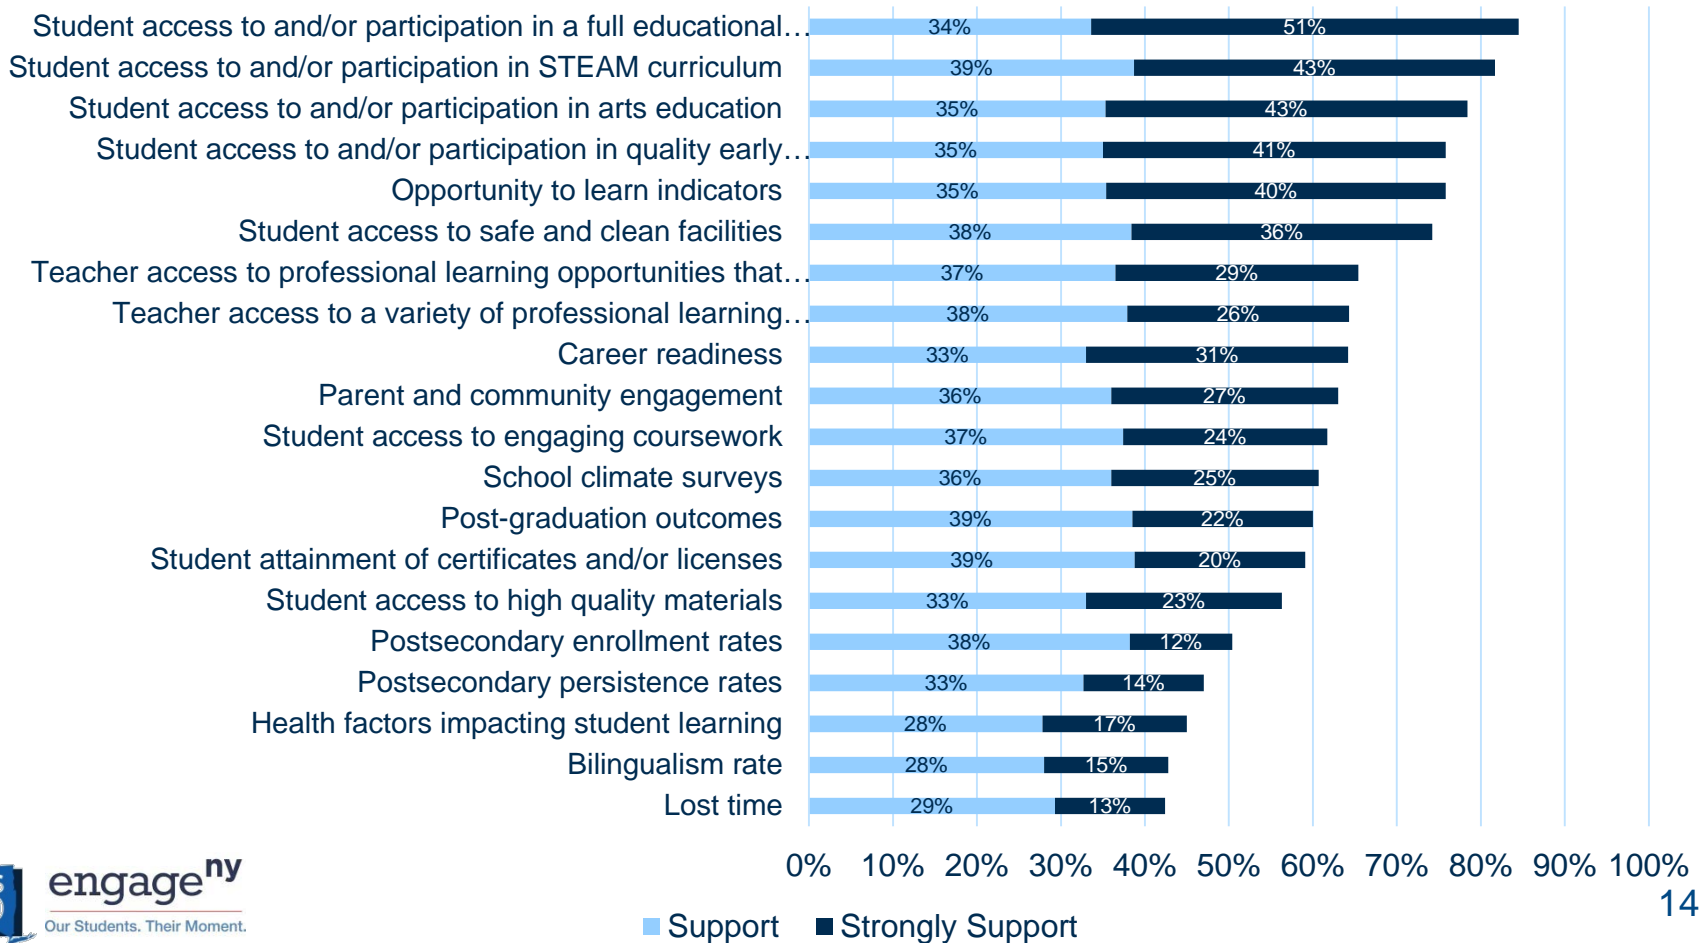 Student access to and/or participation in a full educational… 34% 51%
Student access to and/or participation in STEAM curriculum 39% 43%
Student access to and/or participation in arts education 35% 43%
Student access to and/or participation in quality early… 35% 41%
Opportunity to learn indicators 35% 40%
Student access to safe and clean facilities 38% 36%
Teacher access to professional learning opportunities that… 37% 29%
Teacher access to a variety of professional learning… 38% 26%
Career readiness 33% 31%
Parent and community engagement 36% 27%
Student access to engaging coursework 37% 24%
School climate surveys 36% 25%
Post-graduation outcomes 39% 22%
Student attainment of certificates and/or licenses 39% 20%
Student access to high quality materials 33% 23%
Postsecondary enrollment rates 38% 12%
Postsecondary persistence rates 33% 14%
Health factors impacting student learning 28% 17%
Bilingualism rate 28% 15%
Lost time 29% 13%
0% 10% 20% 30% 40% 50% 60% 70% 80% 90% 100%
engageny
Our Students. Their Moment.
Support Strongly Support
14